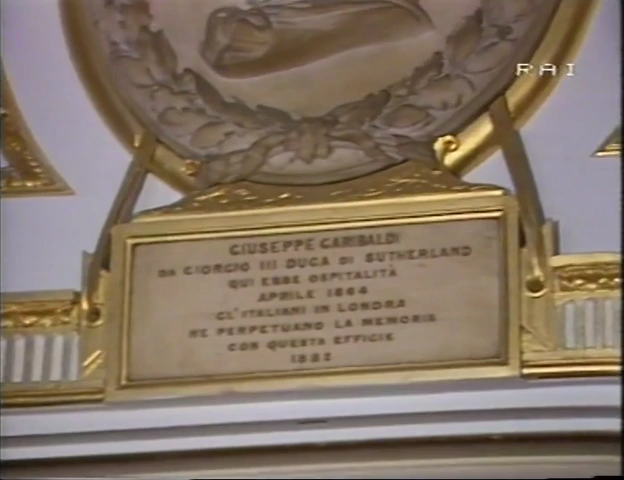 RAI
GIUSEPPE GARIBALDI
DA GIORGIO III DUCA DI SUTHERLAND
QUI EBBE OSPITALITÀ
APRILE 1864
GL'ITALIANI IN LONDRA
NE PERPETUANO LA MEMORIA
CON QUESTA EFFIGIE
1882